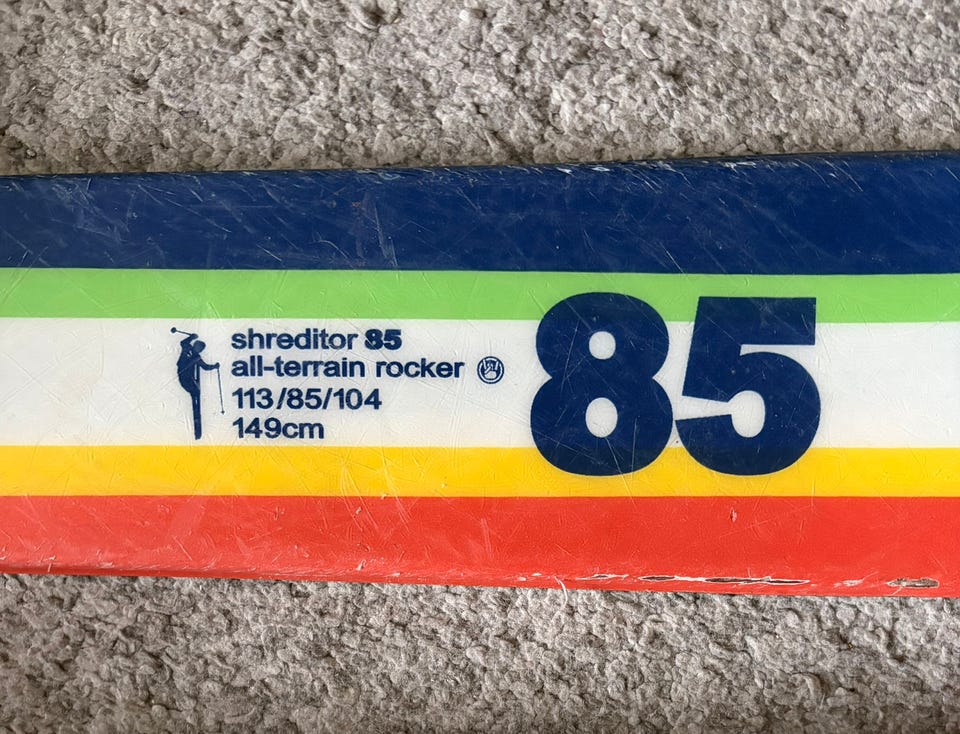 shreditor 85
all-terrain rocker
113/85/104
149cm
85